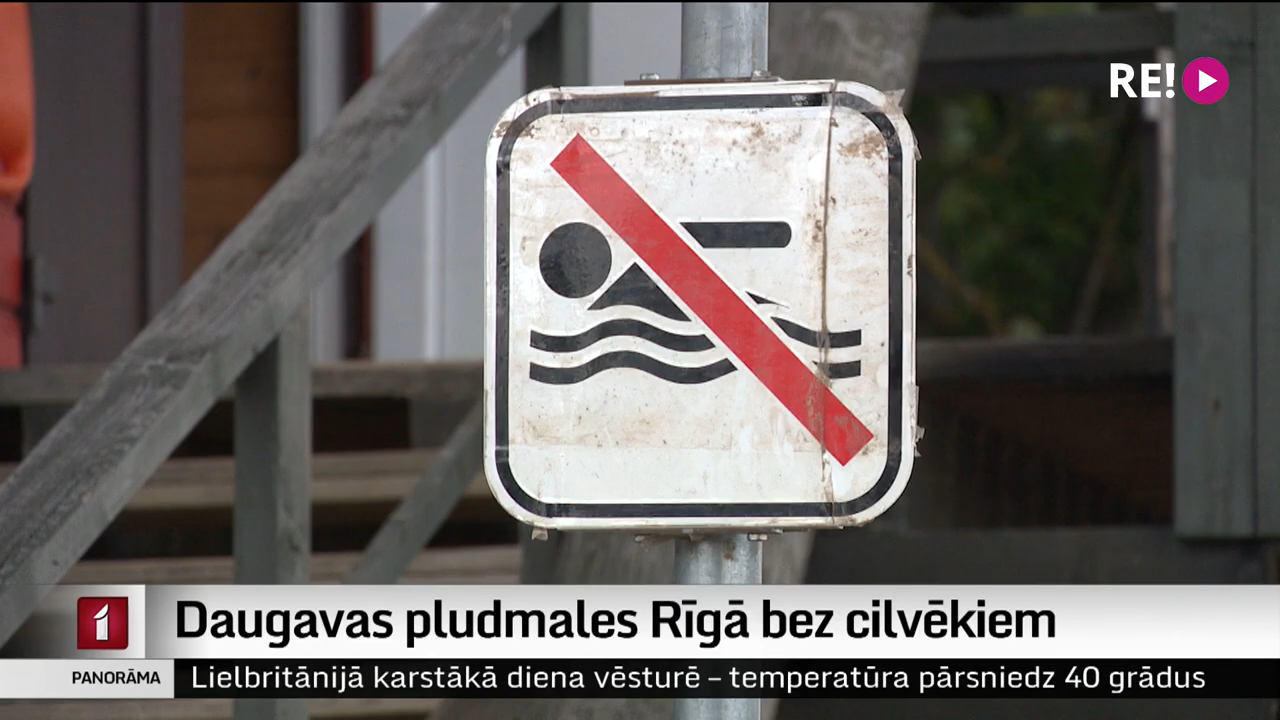 RE!
1
Daugavas pludmales Rīgā bez cilvēkiem
PANORĀMA
Lielbritānijā karstākā diena vēsturē – temperatūra pārsniedz 40 grādus